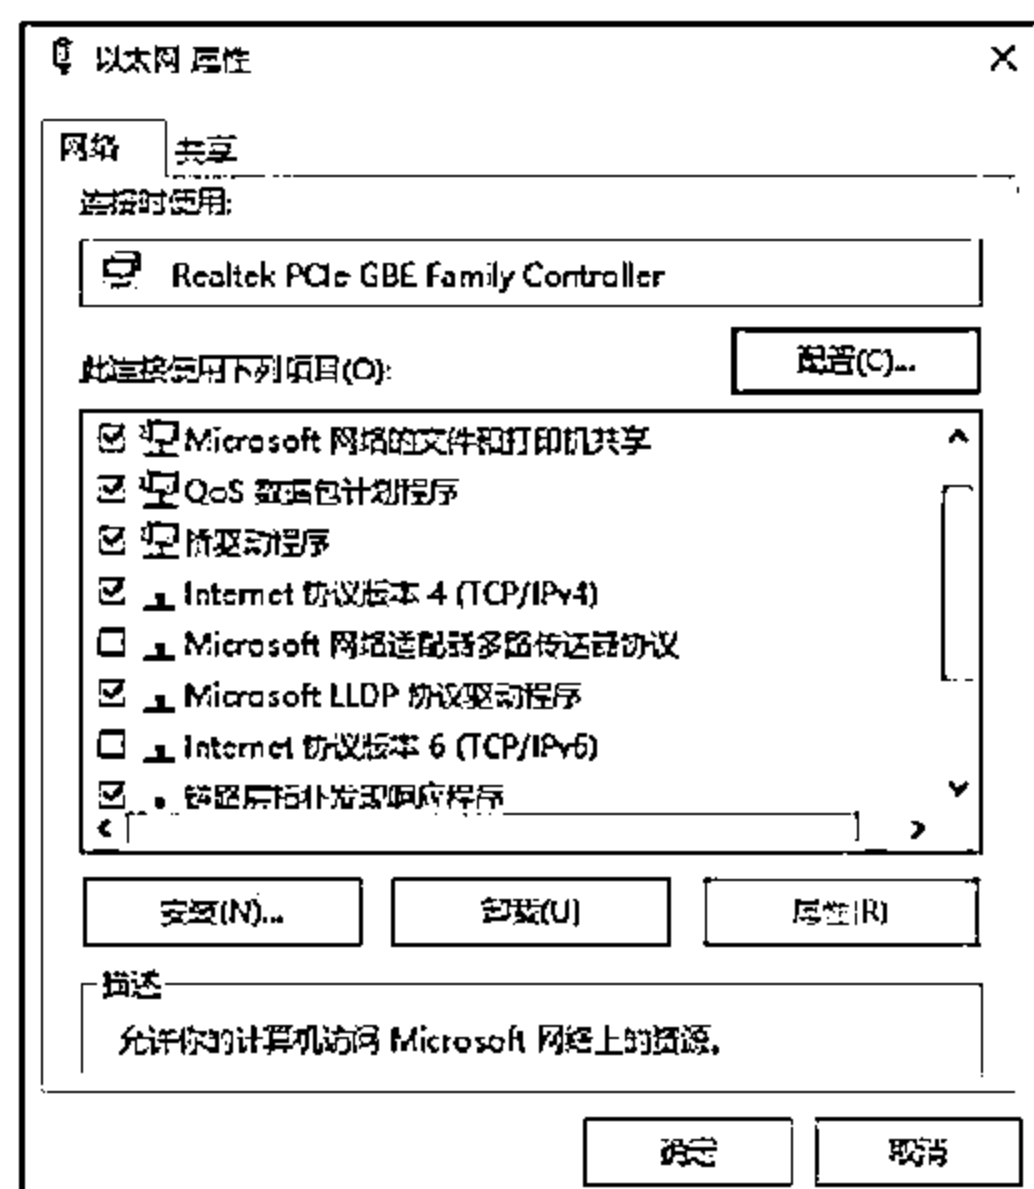 以太网 属性
网络 共享
连接时使用:
Realtek PCIe GBE Family Controller
配置(C)...
此连接使用下列项目(O):
Microsoft 网络的文件和打印机共享
QoS 数据包计划程序
桥驱动程序
Internet 协议版本 4 (TCP/IPv4)
Microsoft 网络适配器多路传送器协议
Microsoft LLDP 协议驱动程序
Internet 协议版本 6 (TCP/IPv6)
链路层拓扑发现响应程序
安装(N)... 卸载(U) 属性(R)
描述
允许你的计算机访问 Microsoft 网络上的资源。
确定 取消